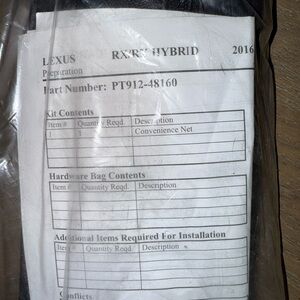 LEXUS RX/RX HYBRID 2016
Preparation
Part Number: PT912-48160
Kit Contents
Item # Quantity Reqd. Description
1 1 Convenience Net
Hardware Bag Contents
Item # Quantity Reqd. Description
Additional Items Required For Installation
Item # Quantity Reqd. Description
Conflicts